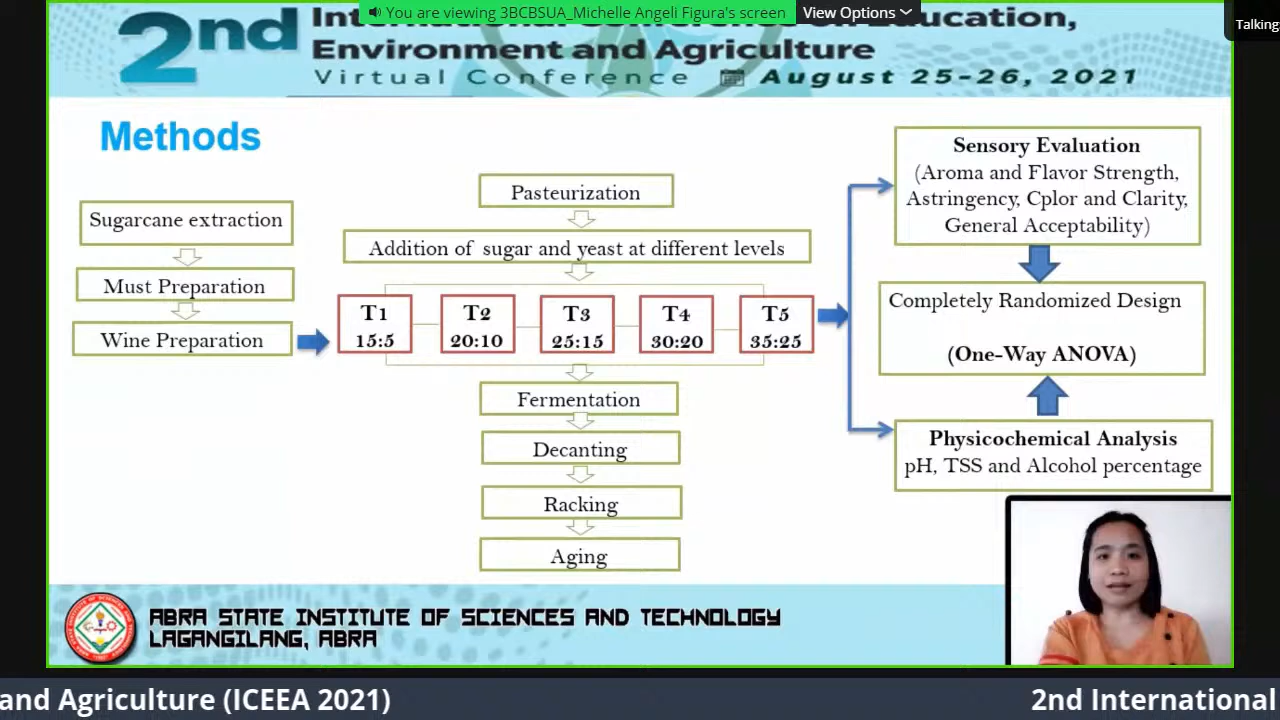 You are viewing 3BCBSUA_Michelle Angeli Figura's screen
View Options
Talking
2nd
Education,
Environment and Agriculture
Virtual Conference August 25-26, 2021
Methods
Sugarcane extraction
Must Preparation
Wine Preparation
Pasteurization
Addition of sugar and yeast at different levels
T1
15:5
T2
20:10
T3
25:15
T4
30:20
T5
35:25
Fermentation
Decanting
Racking
Aging
Sensory Evaluation
(Aroma and Flavor Strength,
Astringency, Cplor and Clarity,
General Acceptability)
Completely Randomized Design
(One-Way ANOVA)
Physicochemical Analysis
pH, TSS and Alcohol percentage
ABRA STATE INSTITUTE OF SCIENCES AND TECHNOLOGY
LAGANGILANG, ABRA
and Agriculture (ICEEA 2021)
2nd International